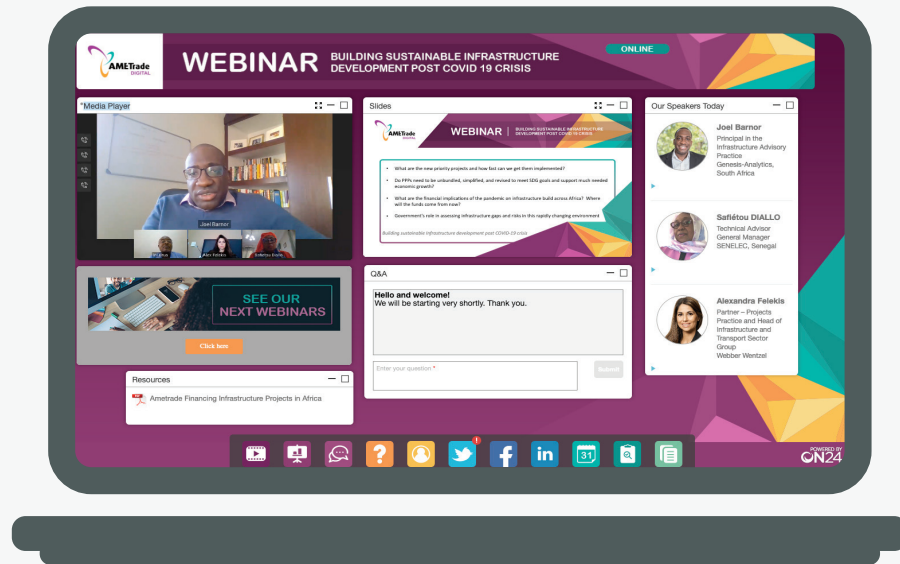 AMETrade
DIGITAL
WEBINAR
BUILDING SUSTAINABLE INFRASTRUCTURE
DEVELOPMENT POST COVID 19 CRISIS
ONLINE
*Media Player
Joel Barnor
Alex Felekis
Safietou Diallo
SEE OUR
NEXT WEBINARS
Click here
Resources
PDF
Ametrade Financing Infrastructure Projects in Africa
Slides
AMETrade
DIGITAL
WEBINAR
BUILDING SUSTAINABLE INFRASTRUCTURE
DEVELOPMENT POST COVID 19 CRISIS
• What are the new priority projects and how fast can we get them implemented?
• Do PPPs need to be unbundled, simplified, and revised to meet SDG goals and support much needed
economic growth?
• What are the financial implications of the pandemic on infrastructure build across Africa? Where
will the funds come from now?
• Government's role in assessing infrastructure gaps and risks in this rapidly changing environment
Building sustainable infrastructure development post COVID-19 crisis
Q&A
Hello and welcome!
We will be starting very shortly. Thank you.
Enter your question *
Submit
Our Speakers Today
Joel Barnor
Principal in the
Infrastructure Advisory
Practice
Genesis-Analytics,
South Africa
Safiétou DIALLO
Technical Advisor
General Manager
SENELEC, Senegal
Alexandra Felekis
Partner – Projects
Practice and Head of
Infrastructure and
Transport Sector
Group
Webber Wentzel
?
!
f
in
31
POWERED BY
ON24